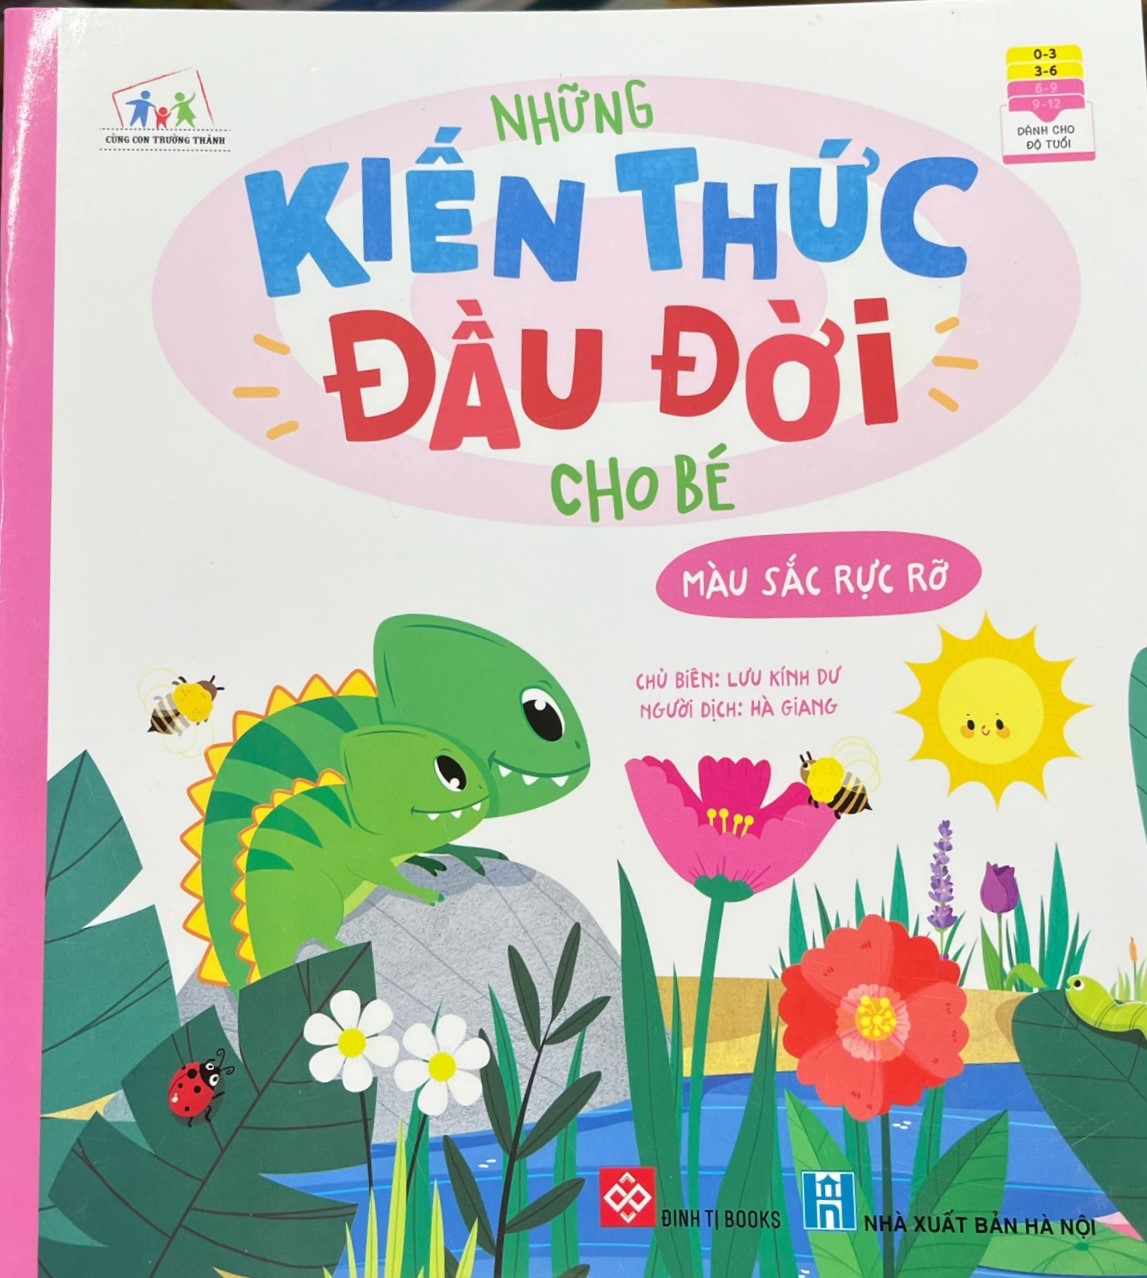 CÙNG CON TRƯỞNG THÀNH
0-3
3-6
6-9
9-12
DÀNH CHO
ĐỘ TUỔI
NHỮNG
KIẾN THỨC
ĐẦU ĐỜI
CHO BÉ
MÀU SẮC RỰC RỠ
CHỦ BIÊN: LƯU KÍNH DƯ
NGƯỜI DỊCH: HÀ GIANG
ĐINH TỊ BOOKS
NHÀ XUẤT BẢN HÀ NỘI